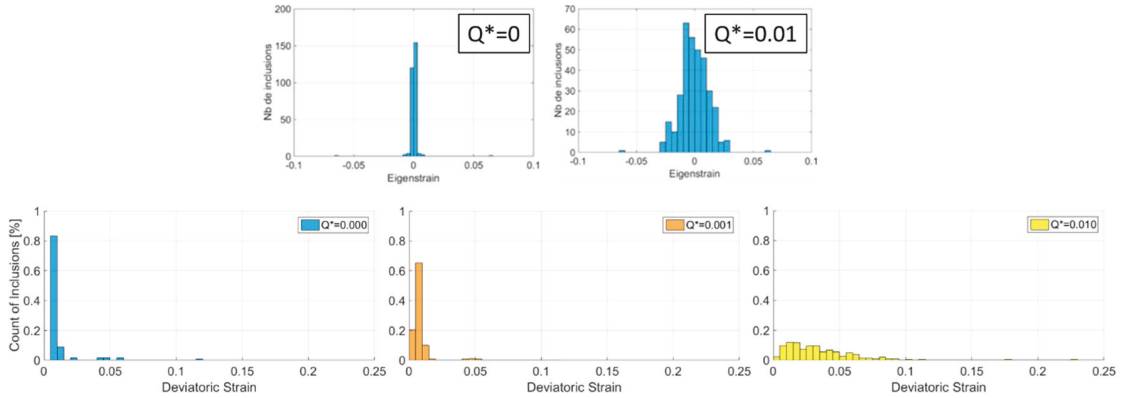 200
150
100
50
0
Nb de inclusions
Q*=0
-0.1 -0.05 0 0.05 0.1
Eigenstrain
70
60
50
40
30
20
10
0
Nb de inclusions
Q*=0.01
-0.1 -0.05 0 0.05 0.1
Eigenstrain
1
0.8
0.6
0.4
0.2
0
Count of Inclusions [%]
Q*=0.000
0 0.05 0.1 0.15 0.2 0.25
Deviatoric Strain
1
0.8
0.6
0.4
0.2
0
Q*=0.001
0 0.05 0.1 0.15 0.2 0.25
Deviatoric Strain
1
0.8
0.6
0.4
0.2
0
Q*=0.010
0 0.05 0.1 0.15 0.2 0.25
Deviatoric Strain